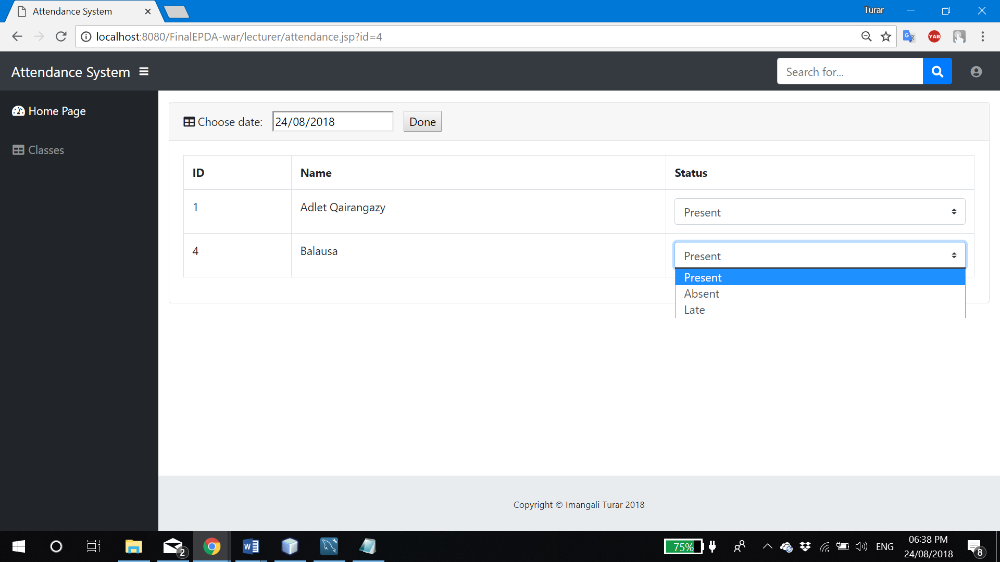 Attendance System
Turar
localhost:8080/FinalEPDA-war/lecturer/attendance.jsp?id=4
YAB
Attendance System
Search for...
Home Page
Classes
Choose date: 24/08/2018 Done
ID Name Status
1 Adlet Qairangazy Present
4 Balausa Present
Present
Absent
Late
Copyright © Imangali Turar 2018
2
75%
ENG
06:38 PM
24/08/2018
8